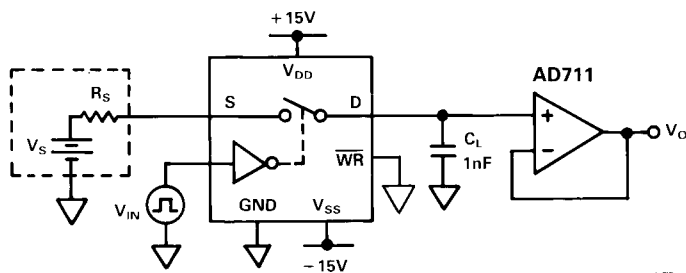 +15V
V_DD
AD711
R_S
S
D
+
V_O
V_S
C_L
1nF
WR
−
V_IN
GND
V_SS
−15V